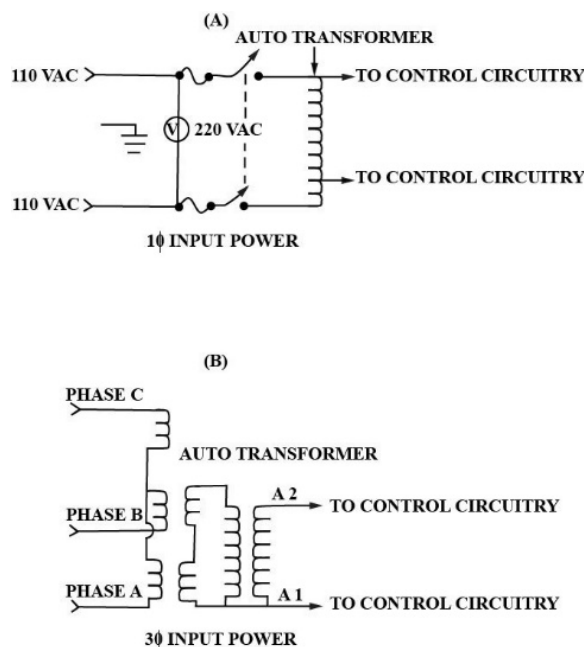 (A)
AUTO TRANSFORMER
110 VAC
TO CONTROL CIRCUITRY
V
220 VAC
TO CONTROL CIRCUITRY
110 VAC
1ϕ INPUT POWER
(B)
PHASE C
AUTO TRANSFORMER
A 2
TO CONTROL CIRCUITRY
PHASE B
PHASE A
A 1
TO CONTROL CIRCUITRY
3ϕ INPUT POWER